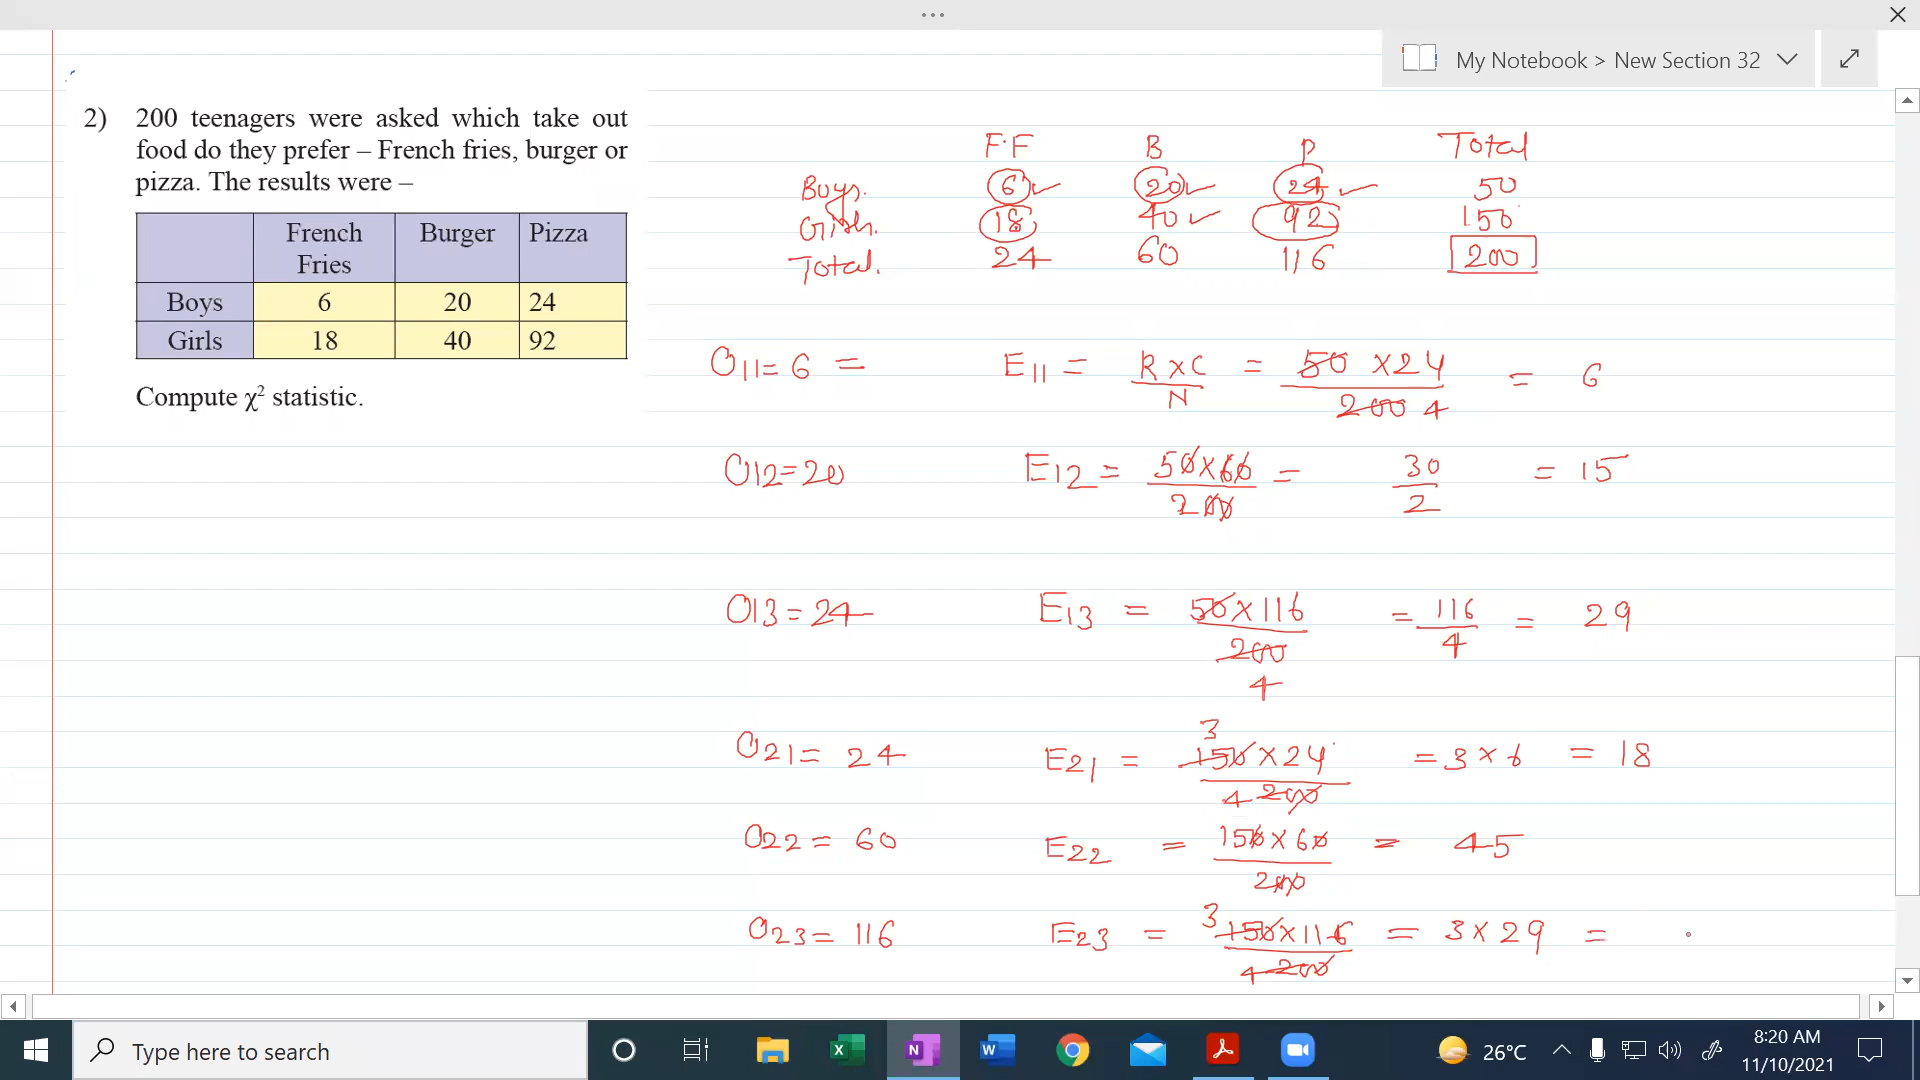 My Notebook > New Section 32
2) 200 teenagers were asked which take out
food do they prefer – French fries, burger or
pizza. The results were –
French Fries Burger Pizza
Boys 6 20 24
Girls 18 40 92
Compute χ² statistic.
F.F B P Total
Boys. 6 20 24 50
Girls. 18 40 92 150
Total. 24 60 116 200
O11 = 6 = E11 = R×C/N = 50×24/200 4 = 6
O12 = 20 E12 = 50×60/200 = 30/2 = 15
O13 = 24 E13 = 50×116/200 4 = 116/4 = 29
O21 = 24 E21 = 3 150×24/4 200 = 3×6 = 18
O22 = 60 E22 = 150×60/200 = 45
O23 = 116 E23 = 3 150×116/4 200 = 3×29 =
Type here to search
26°C
8:20 AM
11/10/2021